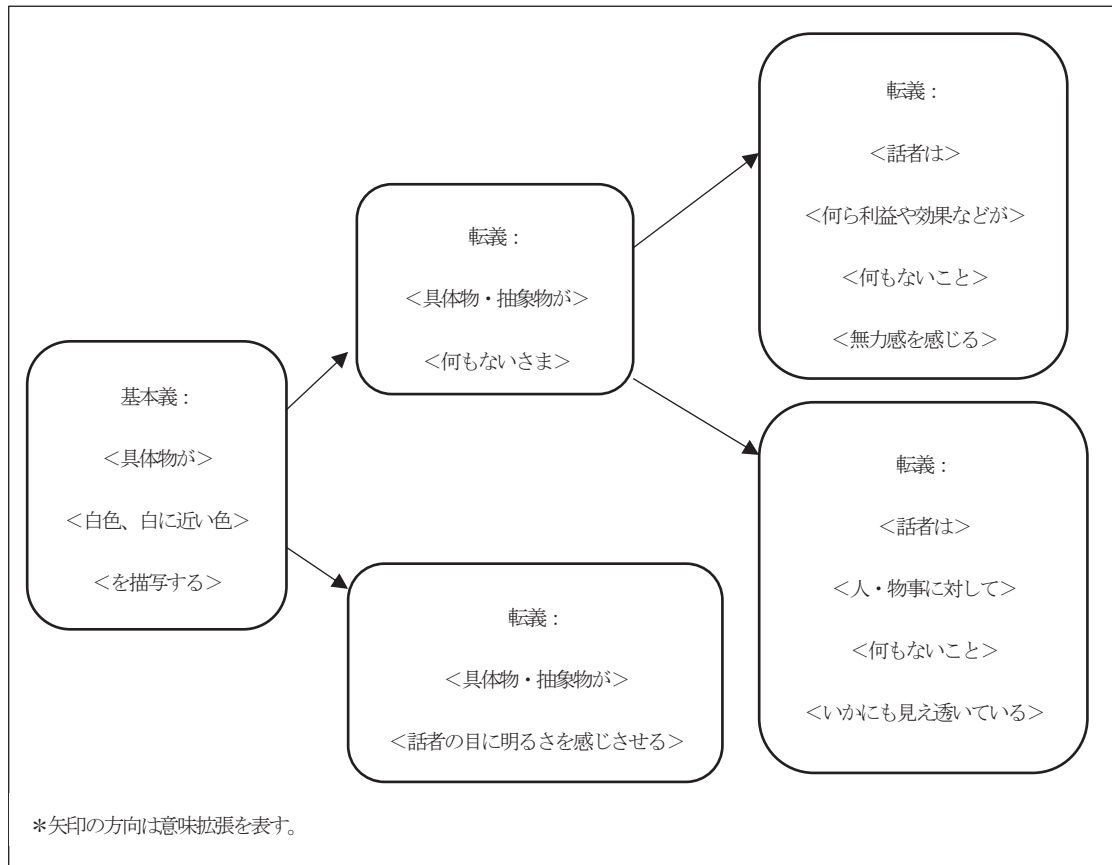 基本義：
＜具体物が＞
＜白色、白に近い色＞
＜を描写する＞
転義：
＜具体物・抽象物が＞
＜何もないさま＞
転義：
＜具体物・抽象物が＞
＜話者の目に明るさを感じさせる＞
転義：
＜話者は＞
＜何ら利益や効果などが＞
＜何もないこと＞
＜無力感を感じる＞
転義：
＜話者は＞
＜人・物事に対して＞
＜何もないこと＞
＜いかにも見え透いている＞
＊矢印の方向は意味拡張を表す。